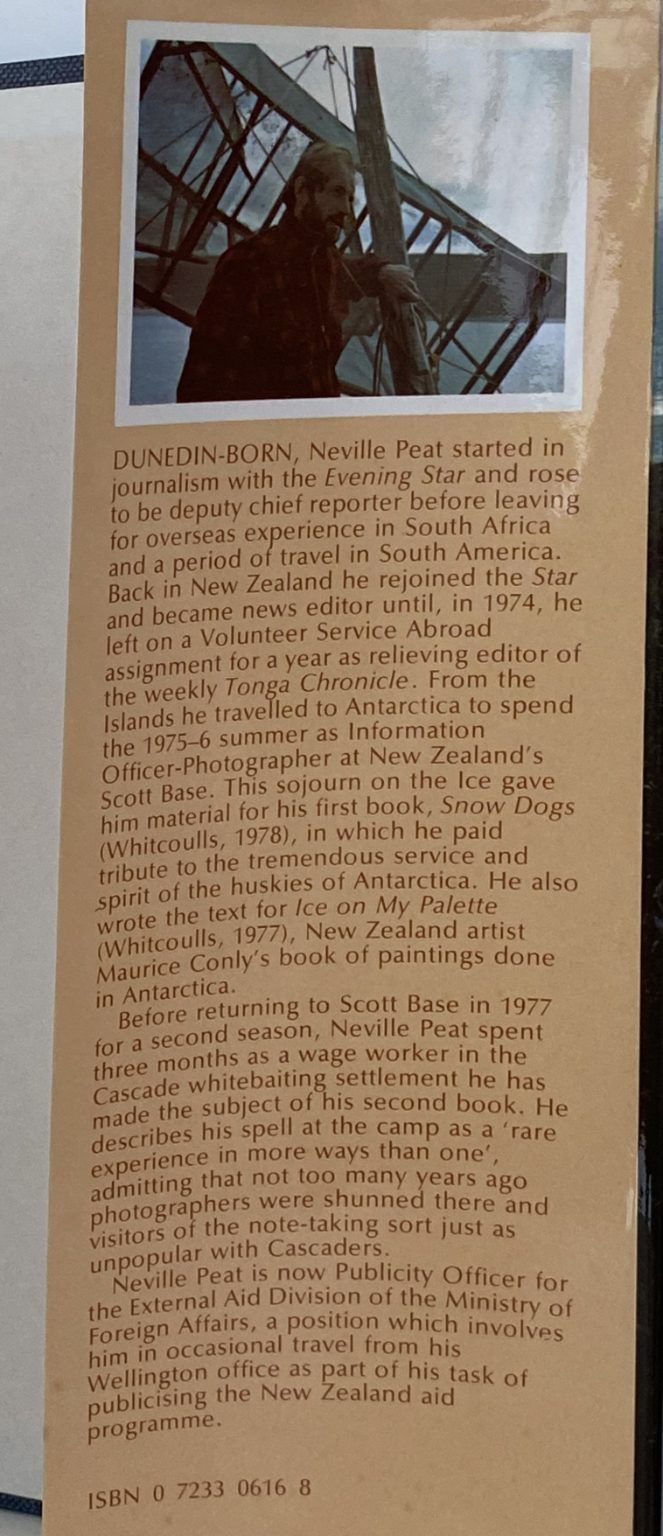 DUNEDIN-BORN, Neville Peat started in
journalism with the Evening Star and rose
to be deputy chief reporter before leaving
for overseas experience in South Africa
and a period of travel in South America.
Back in New Zealand he rejoined the Star
and became news editor until, in 1974, he
left on a Volunteer Service Abroad
assignment for a year as relieving editor of
the weekly Tonga Chronicle. From the
Islands he travelled to Antarctica to spend
the 1975–6 summer as Information
Officer-Photographer at New Zealand's
Scott Base. This sojourn on the Ice gave
him material for his first book, Snow Dogs
(Whitcoulls, 1978), in which he paid
tribute to the tremendous service and
spirit of the huskies of Antarctica. He also
wrote the text for Ice on My Palette
(Whitcoulls, 1977), New Zealand artist
Maurice Conly's book of paintings done
in Antarctica.
Before returning to Scott Base in 1977
for a second season, Neville Peat spent
three months as a wage worker in the
Cascade whitebaiting settlement he has
made the subject of his second book. He
describes his spell at the camp as a 'rare
experience in more ways than one',
admitting that not too many years ago
photographers were shunned there and
visitors of the note-taking sort just as
unpopular with Cascaders.
Neville Peat is now Publicity Officer for
the External Aid Division of the Ministry of
Foreign Affairs, a position which involves
him in occasional travel from his
Wellington office as part of his task of
publicising the New Zealand aid
programme.
ISBN 0 7233 0616 8